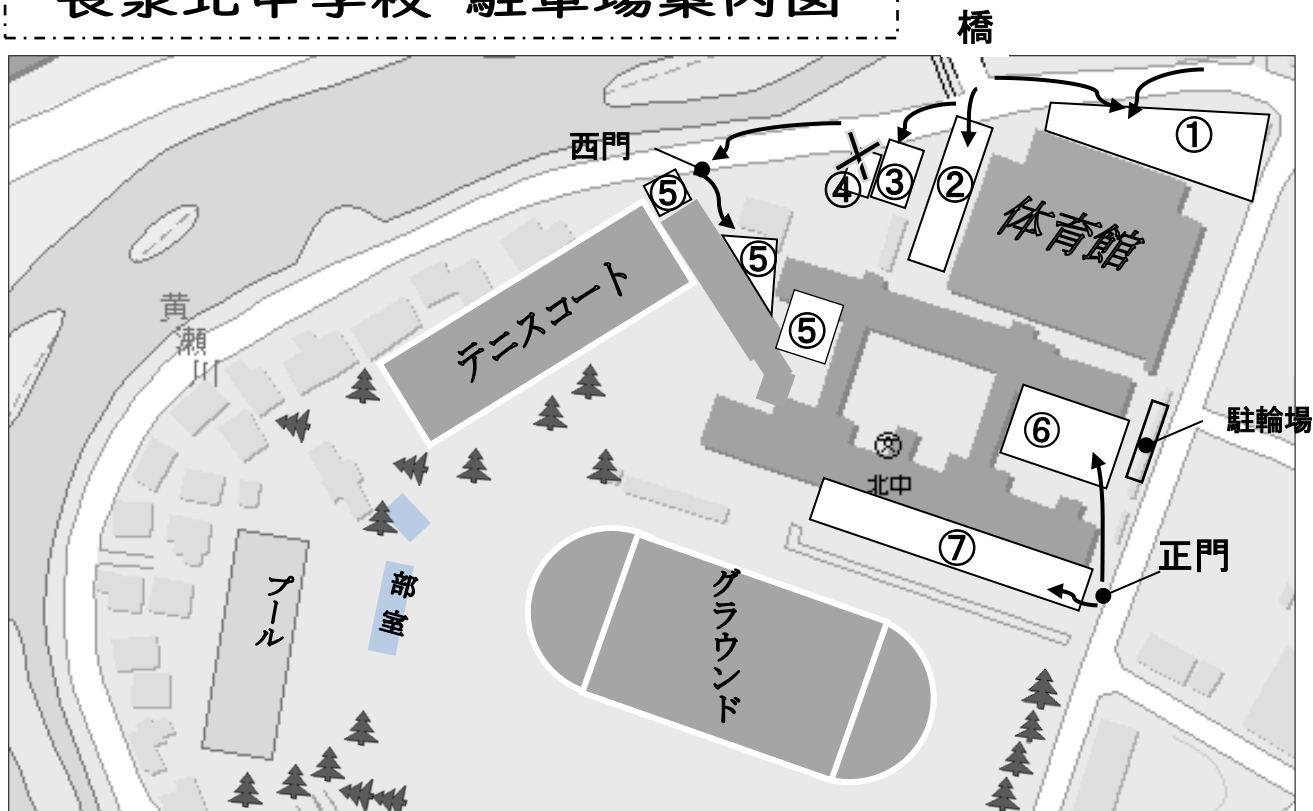 長泉北中学校 駐車場案内図
橋
①
西門
③
②
④
⑤
体育館
⑤
テニスコート
⑤
黄瀬川
⑥
駐輪場
北中
⑦
正門
プール
部室
グラウンド